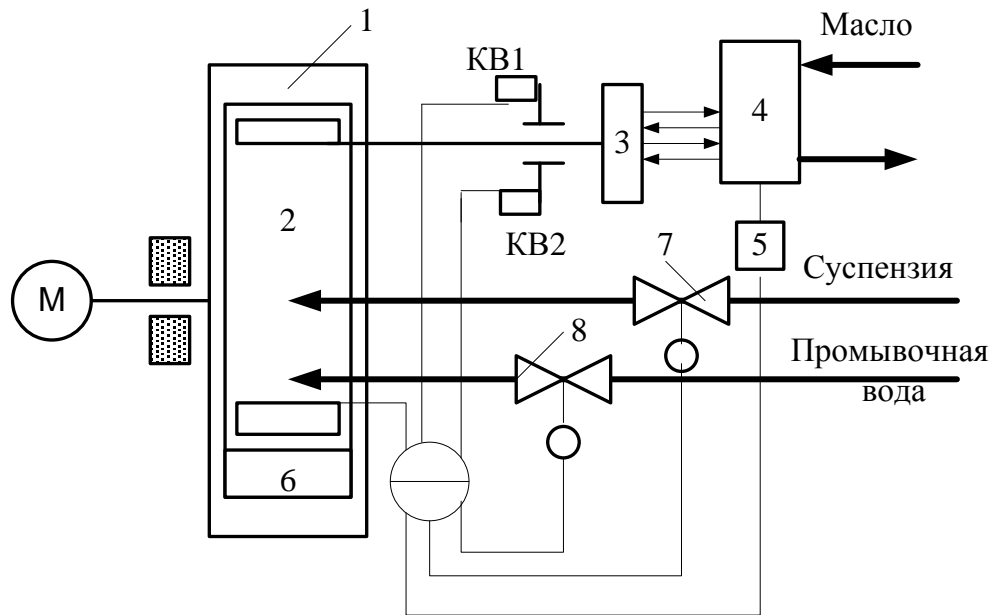 1
Масло
КВ1
3
4
2
КВ2
5
7
Суспензия
М
8
Промывочная
вода
6